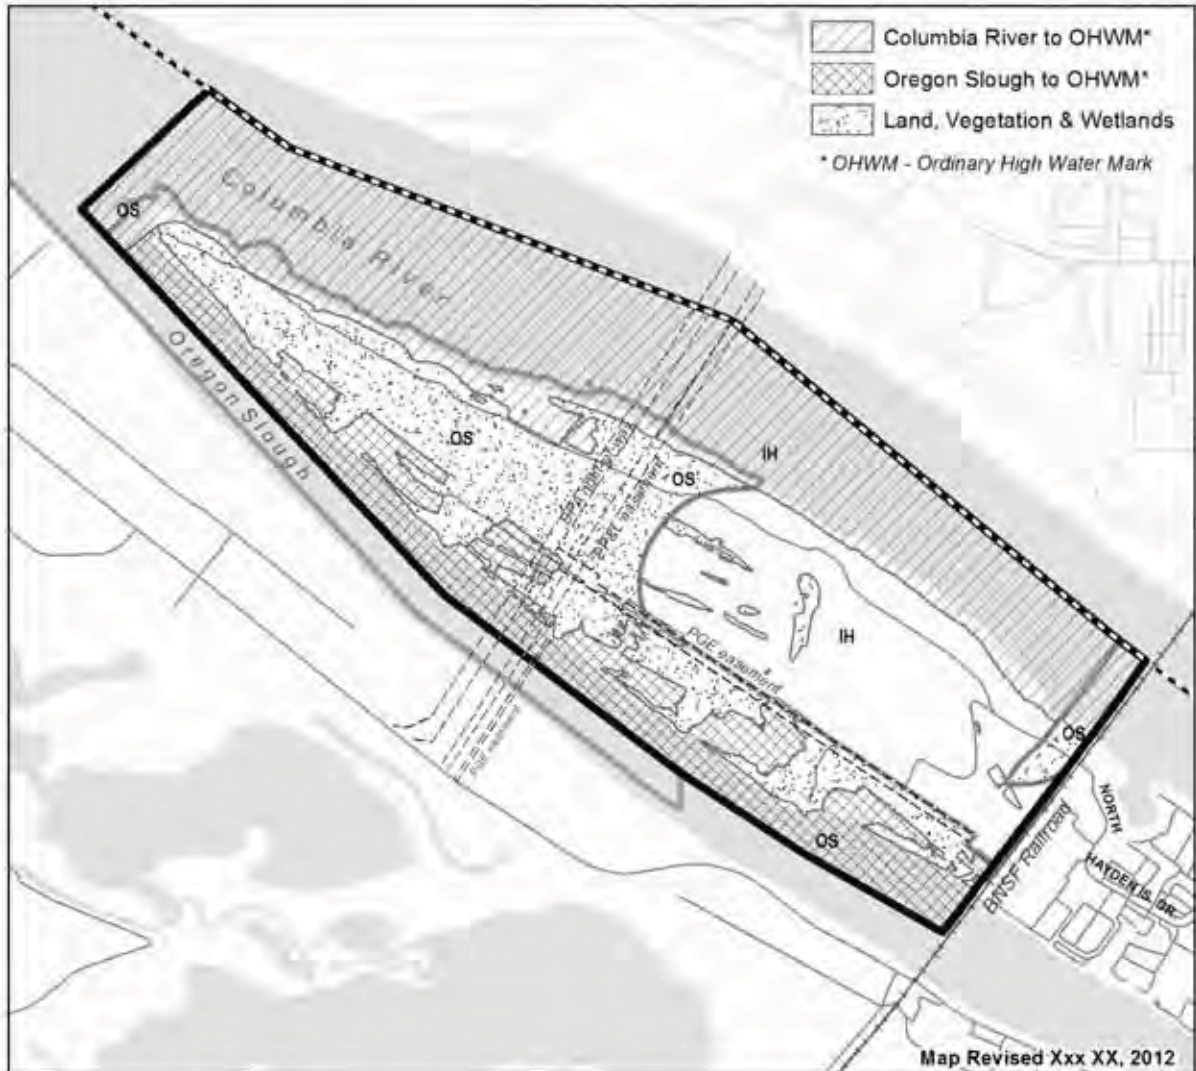 Columbia River to OHWM*
Oregon Slough to OHWM*
Land, Vegetation & Wetlands
* OHWM - Ordinary High Water Mark
OS
Columbia River
Oregon Slough
OS
OS
IH
PP&L easement
IH
PGE easement
OS
OS
NORTH
HAYDEN IS. DR.
BNSF Railroad
Map Revised Xxx XX, 2012